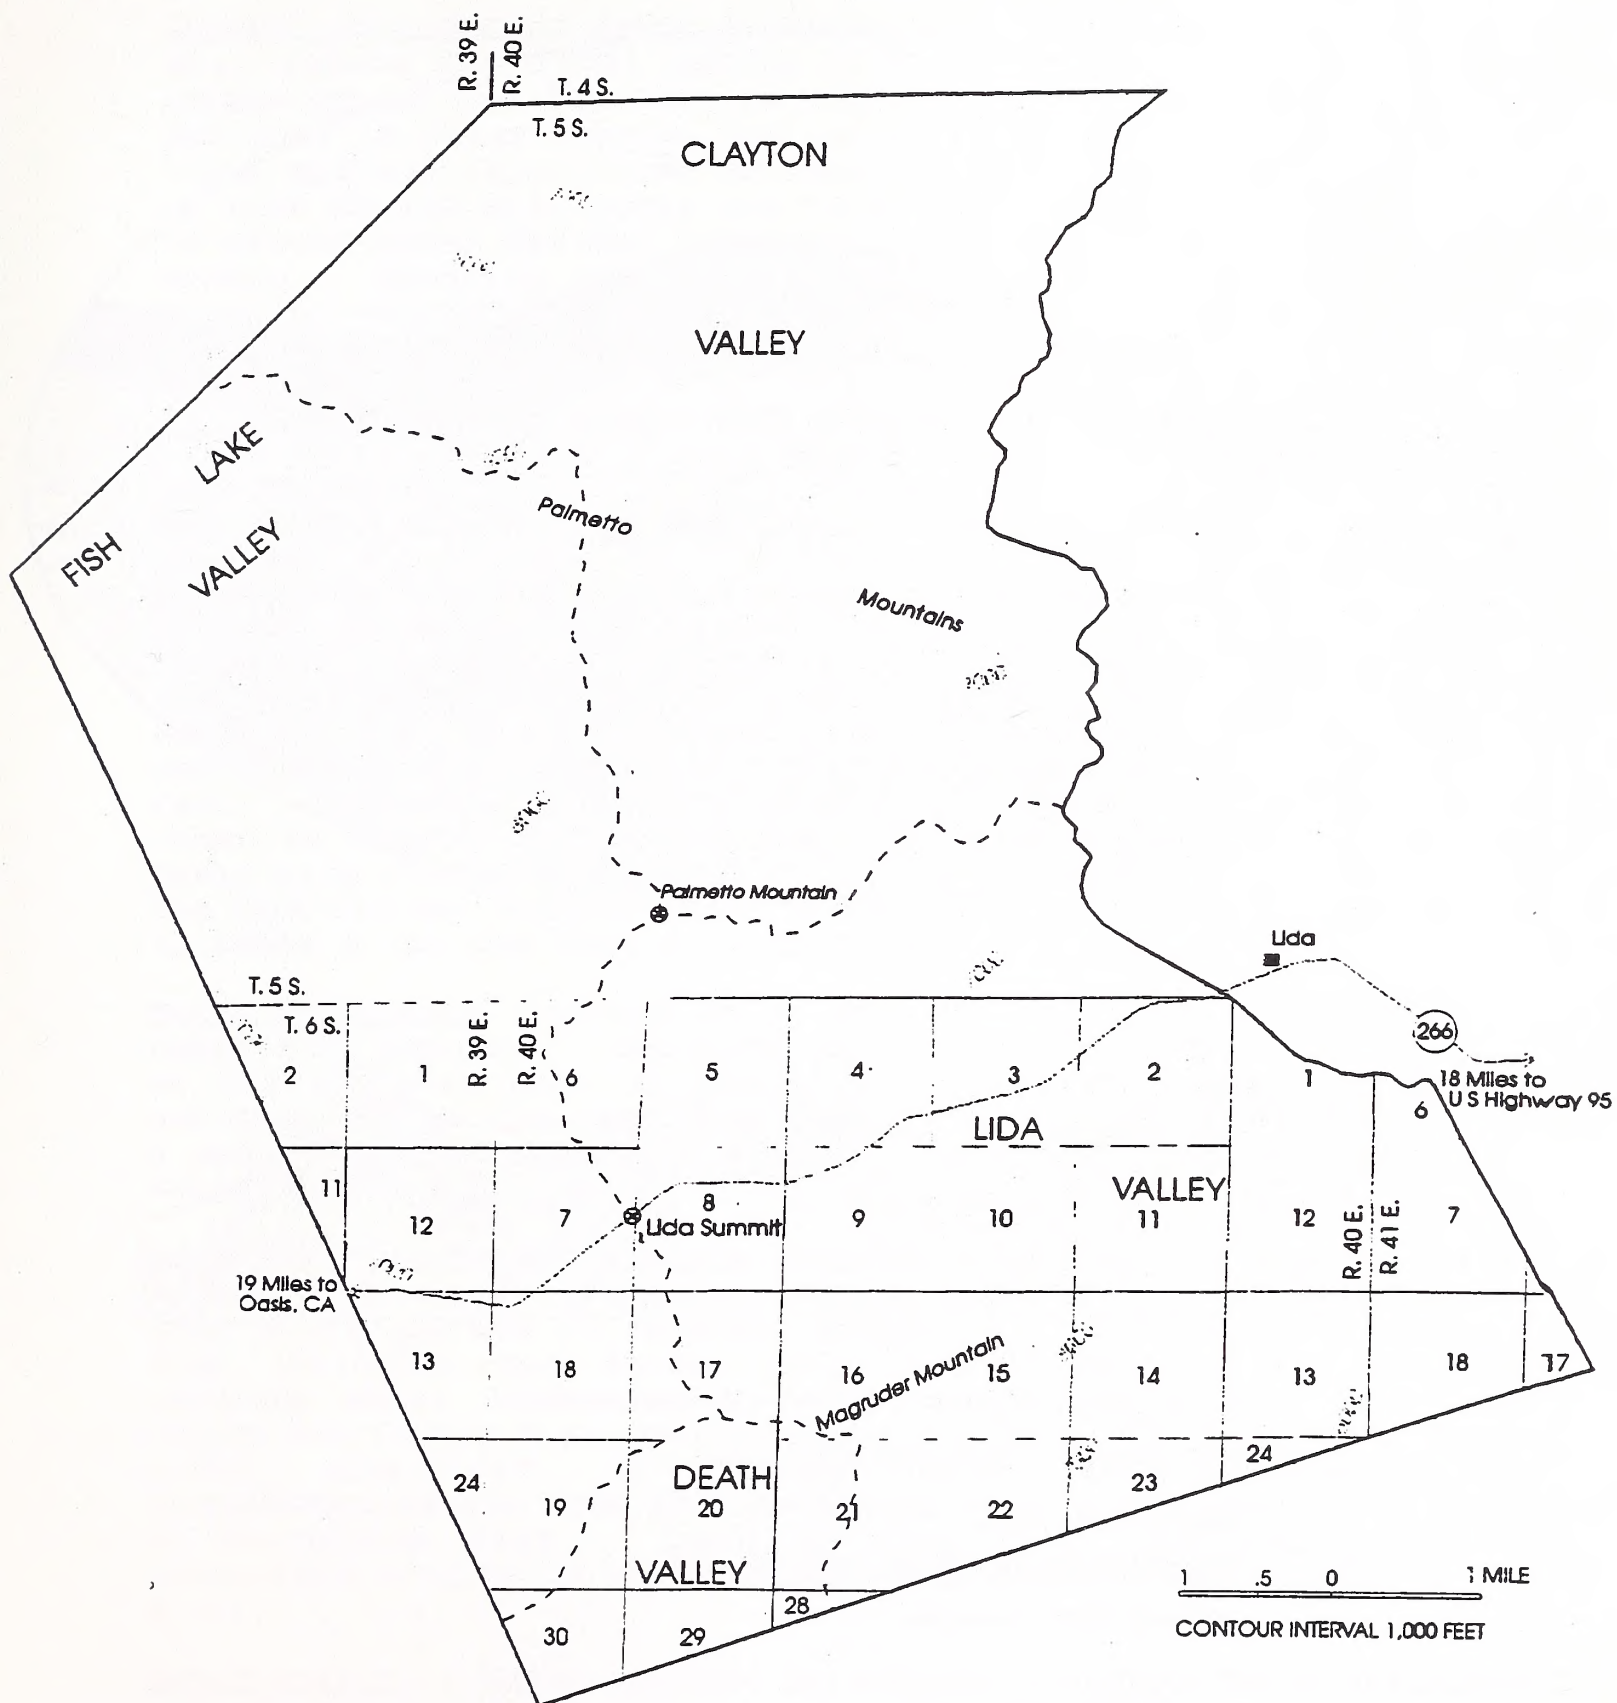 R. 39 E.
R. 40 E.
T. 4 S.
T. 5 S.
CLAYTON
VALLEY
LAKE
FISH
VALLEY
Palmetto
Mountains
Palmetto Mountain
Lida
T. 5 S.
T. 6 S.
R. 39 E.
R. 40 E.
266
2
1
6
5
4
3
2
1
6
18 Miles to
U S Highway 95
LIDA
VALLEY
11
12
7
8
Lida Summit
9
10
11
12
R. 40 E.
R. 41 E.
7
19 Miles to
Oasis, CA
13
18
17
16
Magruder Mountain
15
14
13
18
17
24
19
DEATH
20
21
22
23
24
VALLEY
30
29
28
1 .5 0 1 MILE
CONTOUR INTERVAL 1,000 FEET